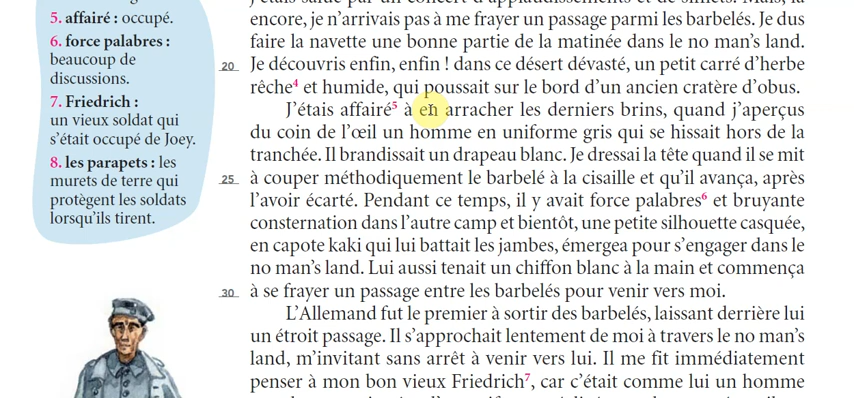 5. affairé : occupé.
6. force palabres :
beaucoup de
discussions.
7. Friedrich :
un vieux soldat qui
s'était occupé de Joey.
8. les parapets : les
murets de terre qui
protègent les soldats
lorsqu'ils tirent.
encore, je n'arrivais pas à me frayer un passage parmi les barbelés. Je dus
faire la navette une bonne partie de la matinée dans le no man's land.
20 Je découvris enfin, enfin ! dans ce désert dévasté, un petit carré d'herbe
rêche⁴ et humide, qui poussait sur le bord d'un ancien cratère d'obus.
J'étais affairé⁵ à en arracher les derniers brins, quand j'aperçus
du coin de l'œil un homme en uniforme gris qui se hissait hors de la
tranchée. Il brandissait un drapeau blanc. Je dressai la tête quand il se mit
25 à couper méthodiquement le barbelé à la cisaille et qu'il avança, après
l'avoir écarté. Pendant ce temps, il y avait force palabres⁶ et bruyante
consternation dans l'autre camp et bientôt, une petite silhouette casquée,
en capote kaki qui lui battait les jambes, émergea pour s'engager dans le
no man's land. Lui aussi tenait un chiffon blanc à la main et commença
30 à se frayer un passage entre les barbelés pour venir vers moi.
L'Allemand fut le premier à sortir des barbelés, laissant derrière lui
un étroit passage. Il s'approchait lentement de moi à travers le no man's
land, m'invitant sans arrêt à venir vers lui. Il me fit immédiatement
penser à mon bon vieux Friedrich⁷, car c'était comme lui un homme